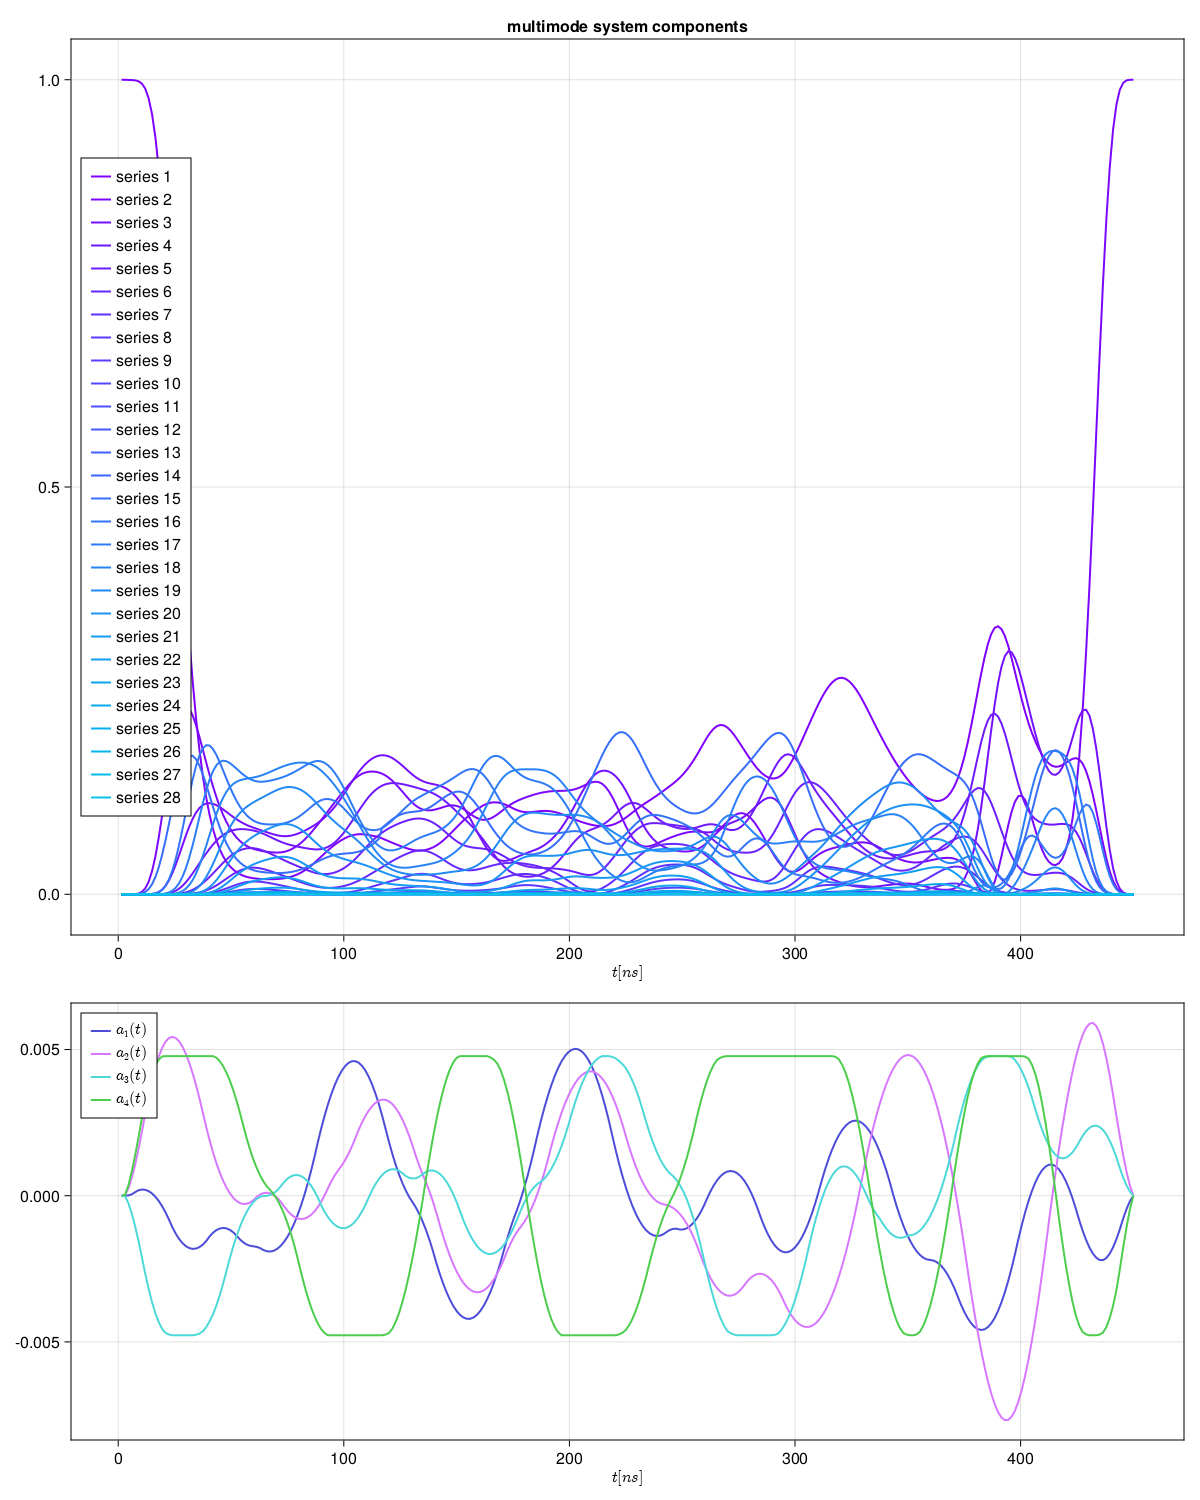 multimode system components
1.0
series 1
series 2
series 3
series 4
series 5
series 6
series 7
series 8
series 9
series 10
series 11
series 12
series 13
series 14
series 15
series 16
series 17
series 18
series 19
series 20
series 21
series 22
series 23
series 24
series 25
series 26
series 27
series 28
0.5
0.0
0 100 200 300 400
t[ns]
a₁(t)
a₂(t)
a₃(t)
a₄(t)
0.005
0.000
-0.005
0 100 200 300 400
t[ns]